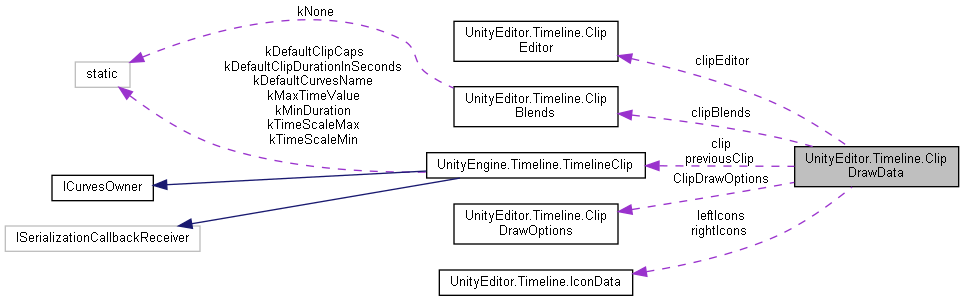 kNone
UnityEditor.Timeline.Clip
Editor
kDefaultClipCaps
kDefaultClipDurationInSeconds
kDefaultCurvesName
kMaxTimeValue
kMinDuration
kTimeScaleMax
kTimeScaleMin
static
clipEditor
UnityEditor.Timeline.Clip
Blends
clipBlends
clip
previousClip
UnityEngine.Timeline.TimelineClip
UnityEditor.Timeline.Clip
DrawData
ClipDrawOptions
ICurvesOwner
UnityEditor.Timeline.Clip
DrawOptions
leftIcons
rightIcons
ISerializationCallbackReceiver
UnityEditor.Timeline.IconData